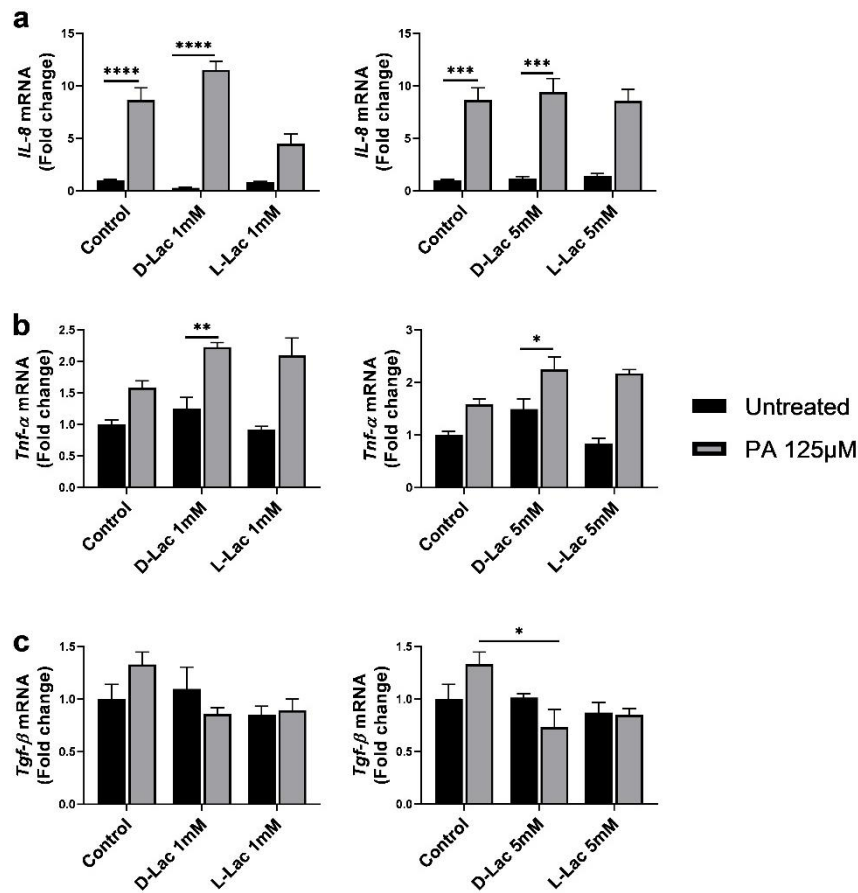 a
IL-8 mRNA
(Fold change)
15
10
5
0
****
****
Control
D-Lac 1mM
L-Lac 1mM
IL-8 mRNA
(Fold change)
15
10
5
0
***
***
Control
D-Lac 5mM
L-Lac 5mM
b
Tnf-α mRNA
(Fold change)
2.5
2.0
1.5
1.0
0.5
0.0
**
Control
D-Lac 1mM
L-Lac 1mM
Tnf-α mRNA
(Fold change)
3
2
1
0
*
Control
D-Lac 5mM
L-Lac 5mM
Untreated
PA 125µM
c
Tgf-β mRNA
(Fold change)
1.5
1.0
0.5
0.0
Control
D-Lac 1mM
L-Lac 1mM
Tgf-β mRNA
(Fold change)
1.5
1.0
0.5
0.0
*
Control
D-Lac 5mM
L-Lac 5mM